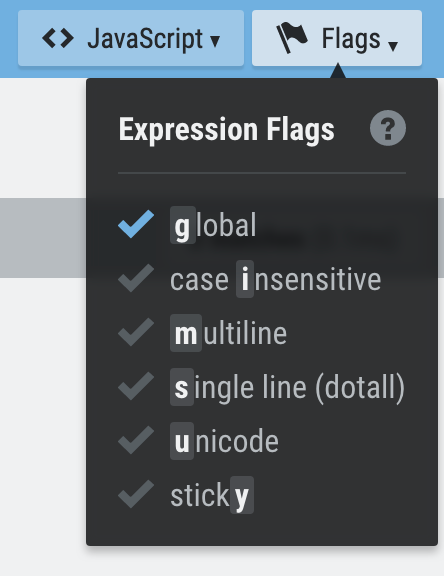 <> JavaScript ▾ Flags ▾
Expression Flags ?
global
case insensitive
multiline
single line (dotall)
unicode
sticky